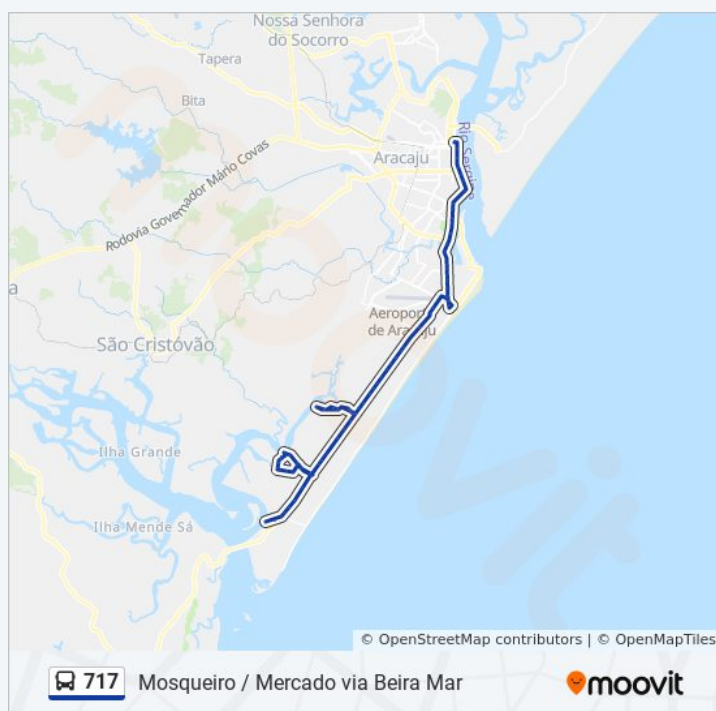 Nossa Senhora
do Socorro
Tapera
Bita
Rio Sergipe
Aracaju
Rodovia Governador Mário Covas
a
Aeroporto
de Aracaju
São Cristóvão
Ilha Grande
Ilha Mende Sá
moovit
© OpenStreetMap contributors | © OpenMapTiles
717 Mosqueiro / Mercado via Beira Mar
moovit